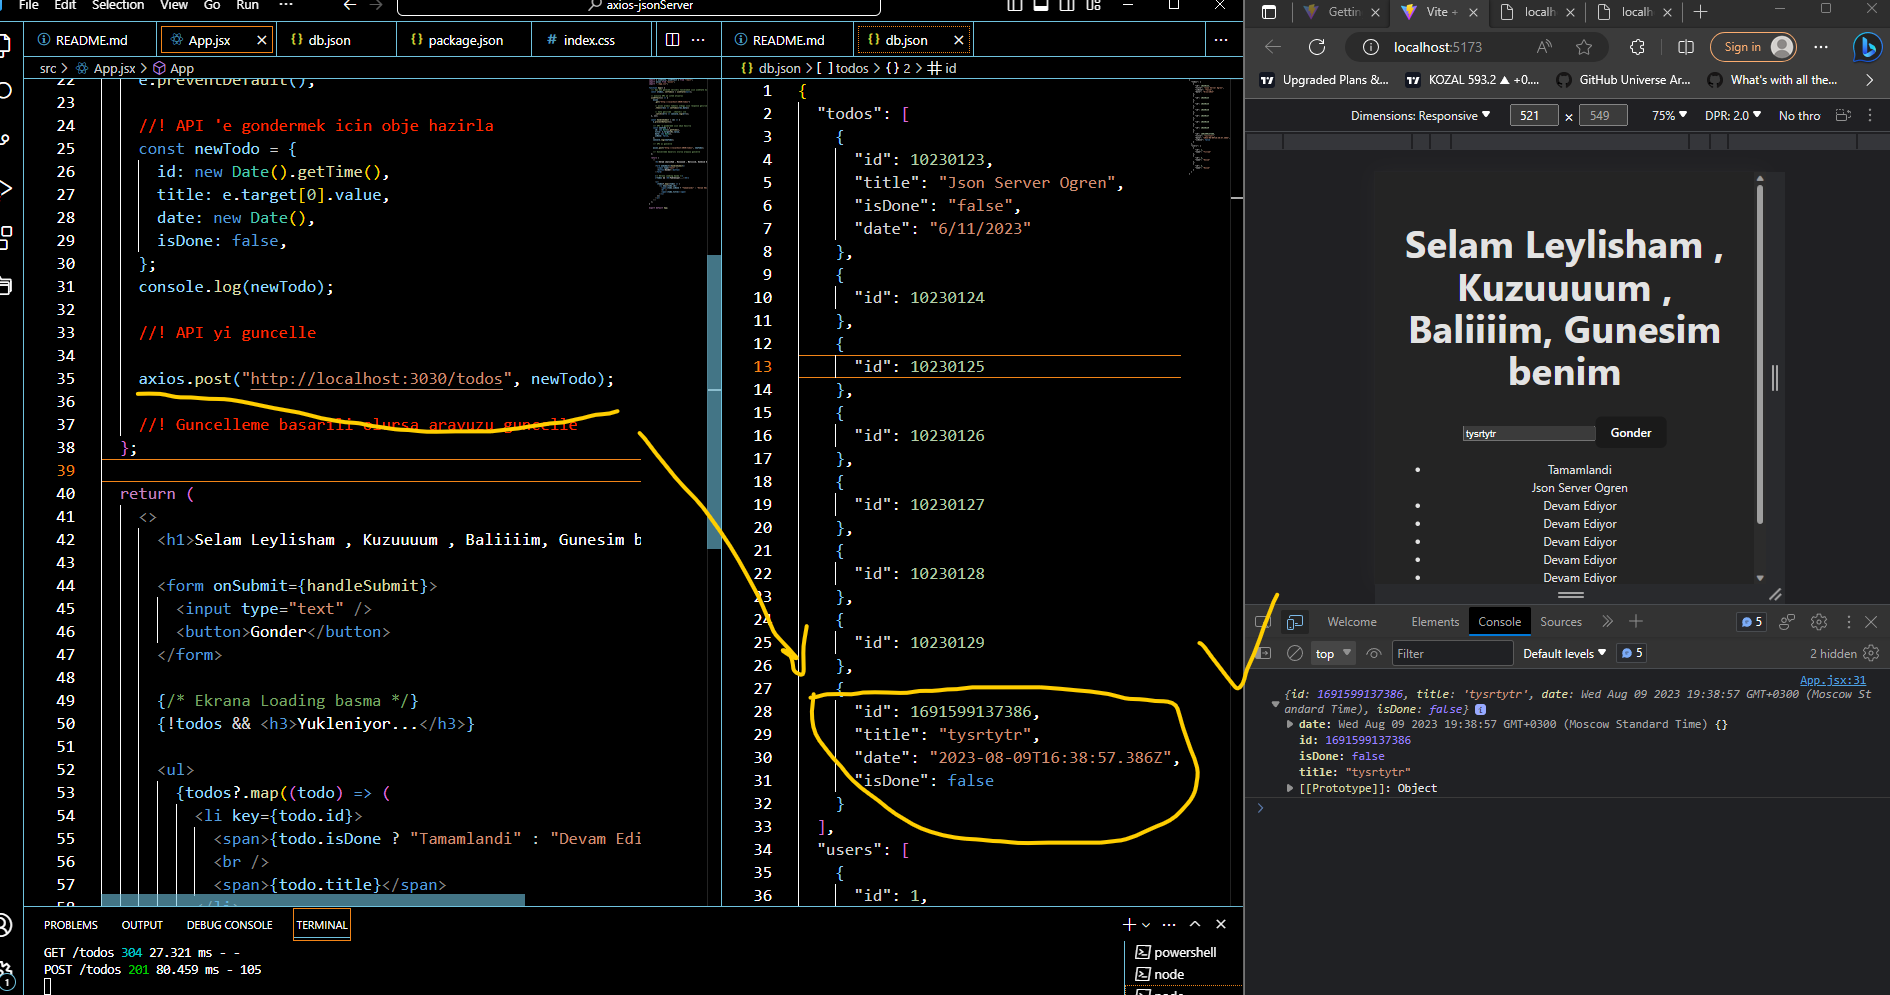 File Edit Selection View Go Run ··· axios-jsonServer
README.md App.jsx db.json package.json index.css README.md db.json
src > App.jsx > App
db.json > [ ] todos > { } 2 > id
22 e.preventDefault();
23
24 //! API 'e gondermek icin obje hazirla
25 const newTodo = {
26 id: new Date().getTime(),
27 title: e.target[0].value,
28 date: new Date(),
29 isDone: false,
30 };
31 console.log(newTodo);
32
33 //! API yi guncelle
34
35 axios.post("http://localhost:3030/todos", newTodo);
36
37 //! Guncelleme basarili olursa arayuzu guncelle
38 };
39
40 return (
41 <>
42 <h1>Selam Leylisham , Kuzuuuum , Baliiiim, Gunesim b
43
44 <form onSubmit={handleSubmit}>
45 <input type="text" />
46 <button>Gonder</button>
47 </form>
48
49 {/* Ekrana Loading basma */}
50 {!todos && <h3>Yukleniyor...</h3>}
51
52 <ul>
53 {todos?.map((todo) => (
54 <li key={todo.id}>
55 <span>{todo.isDone ? "Tamamlandi" : "Devam Edi
56 <br />
57 <span>{todo.title}</span>
58 </li>
1 {
2 "todos": [
3 {
4 "id": 10230123,
5 "title": "Json Server Ogren",
6 "isDone": "false",
7 "date": "6/11/2023"
8 },
9 {
10 "id": 10230124
11 },
12 {
13 "id": 10230125
14 },
15 {
16 "id": 10230126
17 },
18 {
19 "id": 10230127
20 },
21 {
22 "id": 10230128
23 },
24 {
25 "id": 10230129
26 },
27 {
28 "id": 1691599137386,
29 "title": "tysrtytr",
30 "date": "2023-08-09T16:38:57.386Z",
31 "isDone": false
32 }
33 ],
34 "users": [
35 {
36 "id": 1,
PROBLEMS OUTPUT DEBUG CONSOLE TERMINAL
GET /todos 304 27.321 ms - -
POST /todos 201 80.459 ms - 105
powershell
node
node
1
Gettin Vite + localh localh
localhost:5173 Sign in
Upgraded Plans &... KOZAL 593.2 ▲ +0.... GitHub Universe Ar... What's with all the...
Dimensions: Responsive 521 × 549 75% DPR: 2.0 No thro
Selam Leylisham ,
Kuzuuuum ,
Baliiiim, Gunesim
benim
tysrtytr Gonder
Tamamlandi
Json Server Ogren
Devam Ediyor
Devam Ediyor
Devam Ediyor
Devam Ediyor
Devam Ediyor
Welcome Elements Console Sources 5
top Filter Default levels 5 2 hidden
App.jsx:31
{id: 1691599137386, title: 'tysrtytr', date: Wed Aug 09 2023 19:38:57 GMT+0300 (Moscow St
andard Time), isDone: false}
date: Wed Aug 09 2023 19:38:57 GMT+0300 (Moscow Standard Time) {}
id: 1691599137386
isDone: false
title: "tysrtytr"
[[Prototype]]: Object